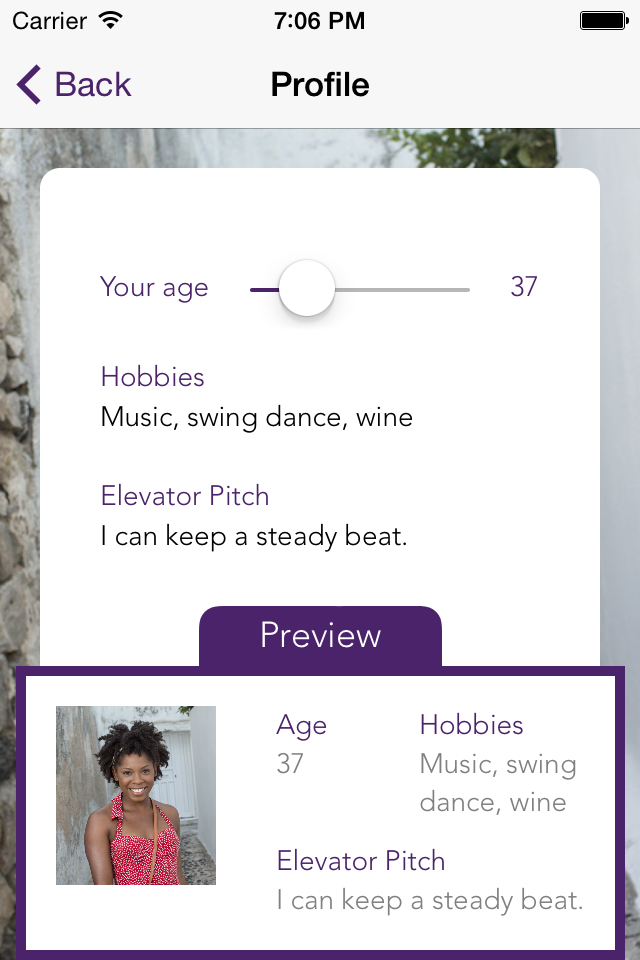 Carrier 7:06 PM
Back Profile
Your age 37
Hobbies
Music, swing dance, wine
Elevator Pitch
I can keep a steady beat.
Preview
Age
37
Hobbies
Music, swing
dance, wine
Elevator Pitch
I can keep a steady beat.